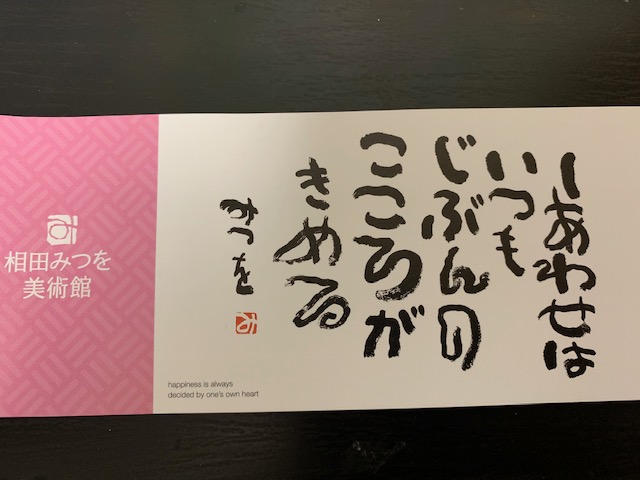 しあわせは
いつも
じぶんの
こころが
きめる
みつを
み
相田みつを
美術館
happiness is always
decided by one's own heart